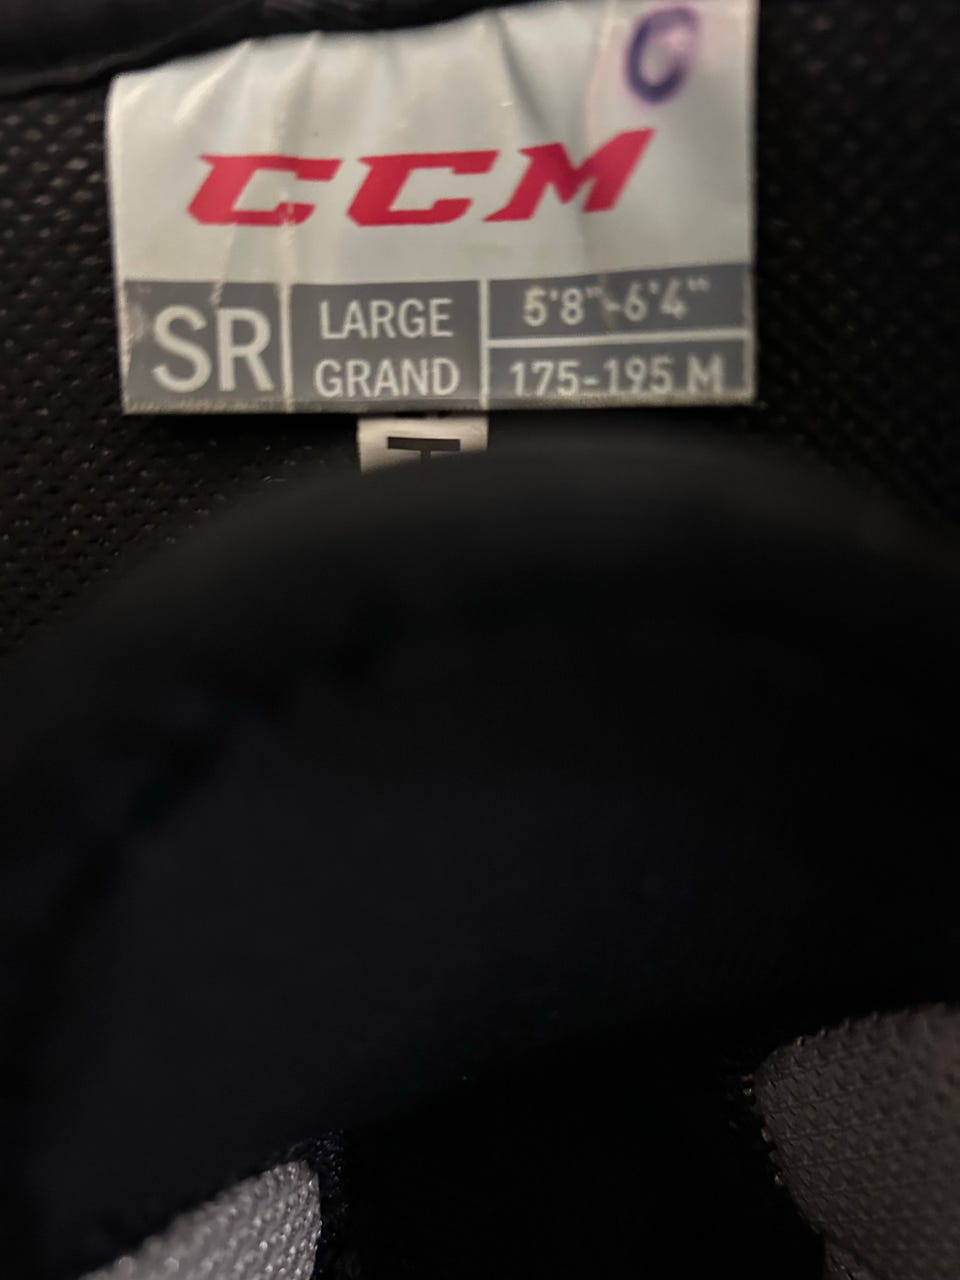 C
CCM
SR
LARGE
GRAND
5'8"-6'4"
175-195 M